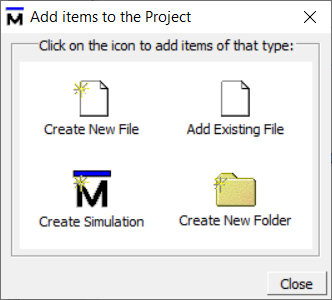 Add items to the Project
Click on the icon to add items of that type:
Create New File
Add Existing File
Create Simulation
Create New Folder
Close